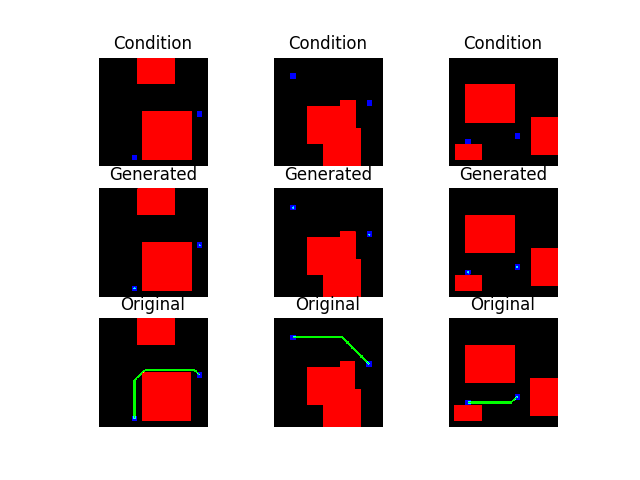 Condition Condition Condition
Generated Generated Generated
Original Original Original